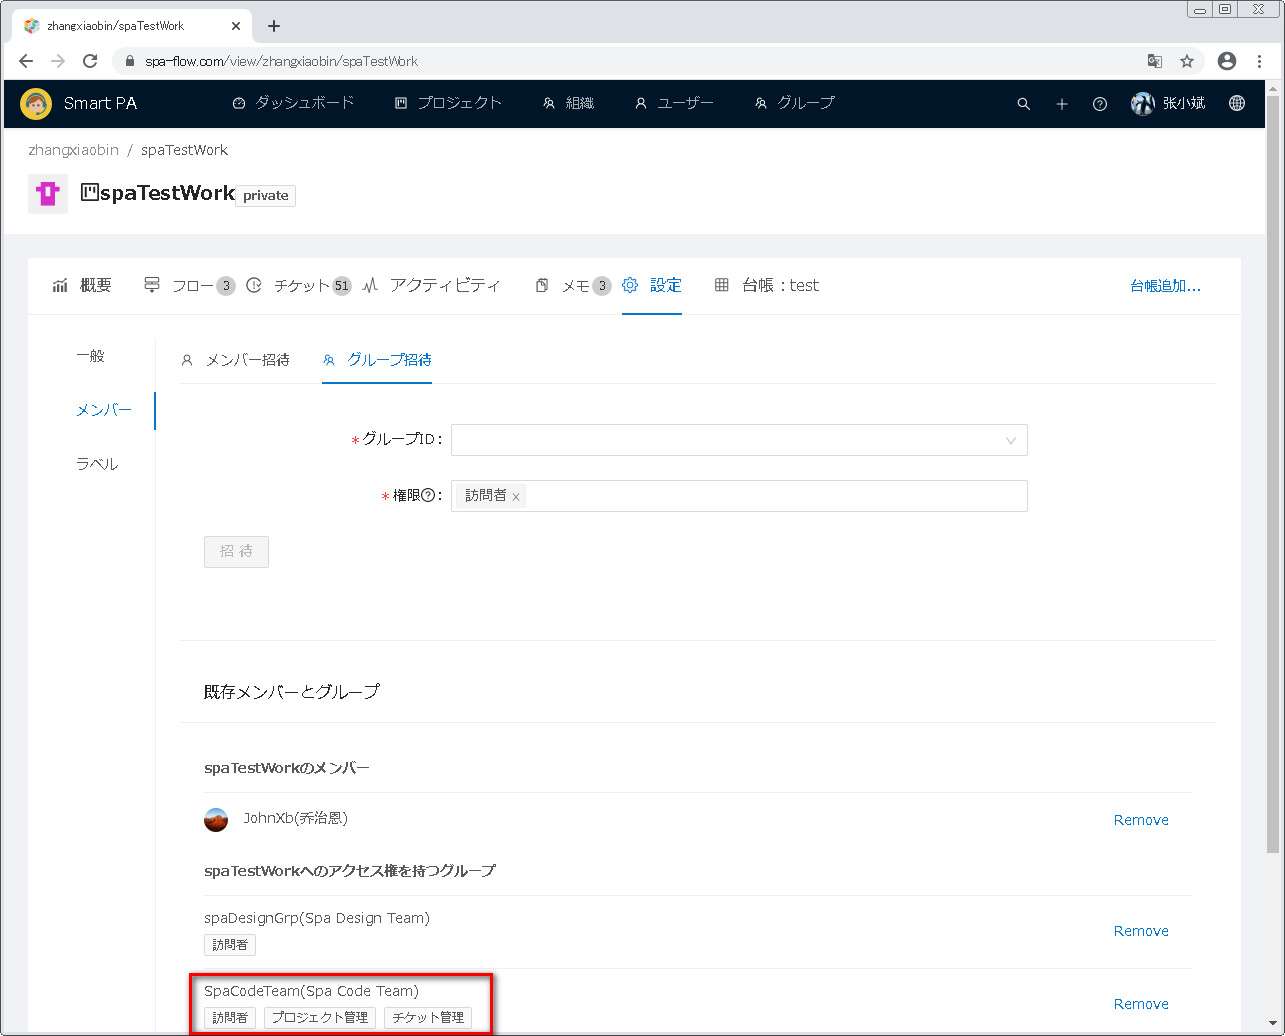 zhangxiaobin/spaTestWork
spa-flow.com/view/zhangxiaobin/spaTestWork
Smart PA ダッシュボード プロジェクト 組織 ユーザー グループ 张小斌
zhangxiaobin / spaTestWork
spaTestWork private
概要 フロー 3 チケット 51 アクティビティ メモ 3 設定 台帳：test 台帳追加...
一般
メンバー
ラベル
メンバー招待 グループ招待
*グループID：
*権限?： 訪問者 ×
招 待
既存メンバーとグループ
spaTestWorkのメンバー
JohnXb(乔治恩) Remove
spaTestWorkへのアクセス権を持つグループ
spaDesignGrp(Spa Design Team) Remove
訪問者
SpaCodeTeam(Spa Code Team) Remove
訪問者 プロジェクト管理 チケット管理